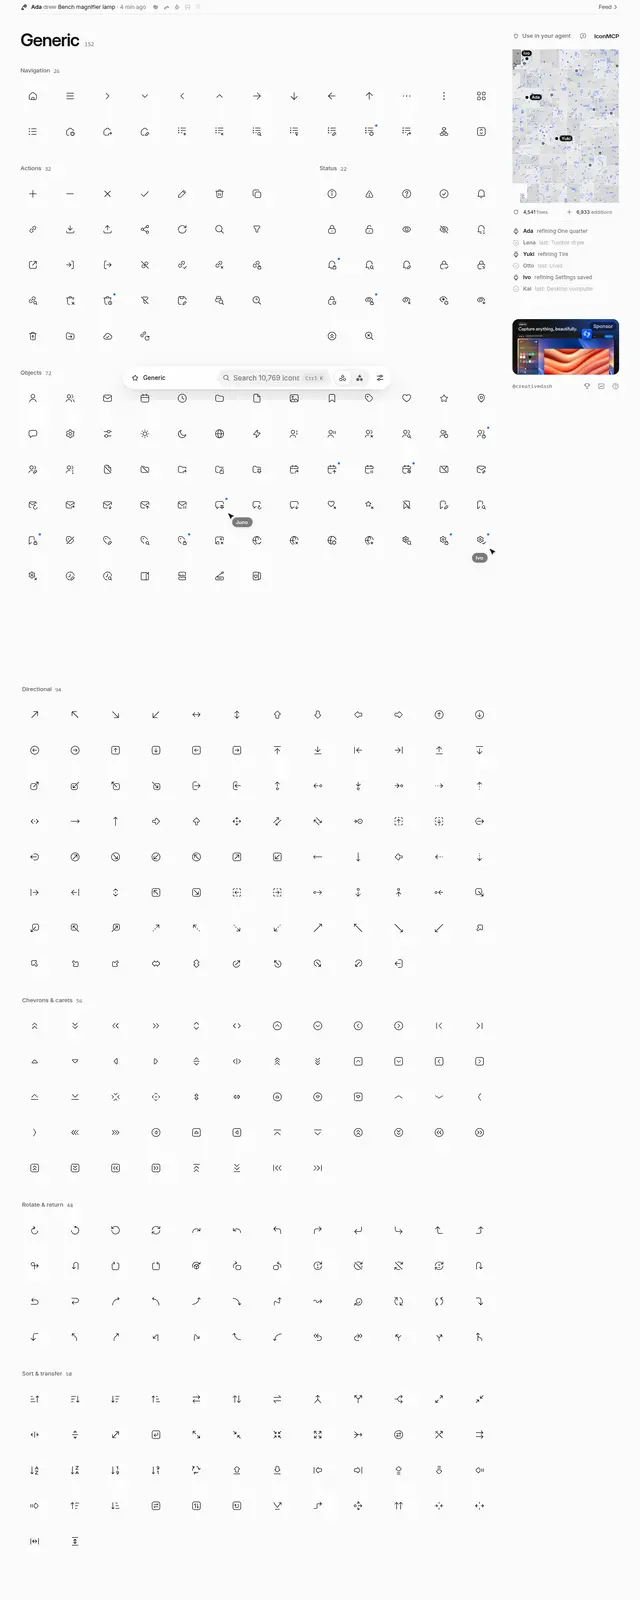 Ada drew Bench magnifier lamp · 4 min ago
Feed
Generic 152
Use in your agent
IconMCP
Navigation 26
Ada
Yuki
Actions 32
Status 22
4,541 fixes
6,933 additions
Ada refining One quarter
Lena last: Tumble dryer
Yuki refining Tire
Otto last: Lived
Ivo refining Settings saved
Kai last: Desktop computer
Sponsor
Capture anything, beautifully.
Objects 72
Generic
Search 10,769 icons
Ctrl K
@creativedash
Juno
Ivo
Directional 94
Chevrons & carets 56
Rotate & return 48
Sort & transfer 58